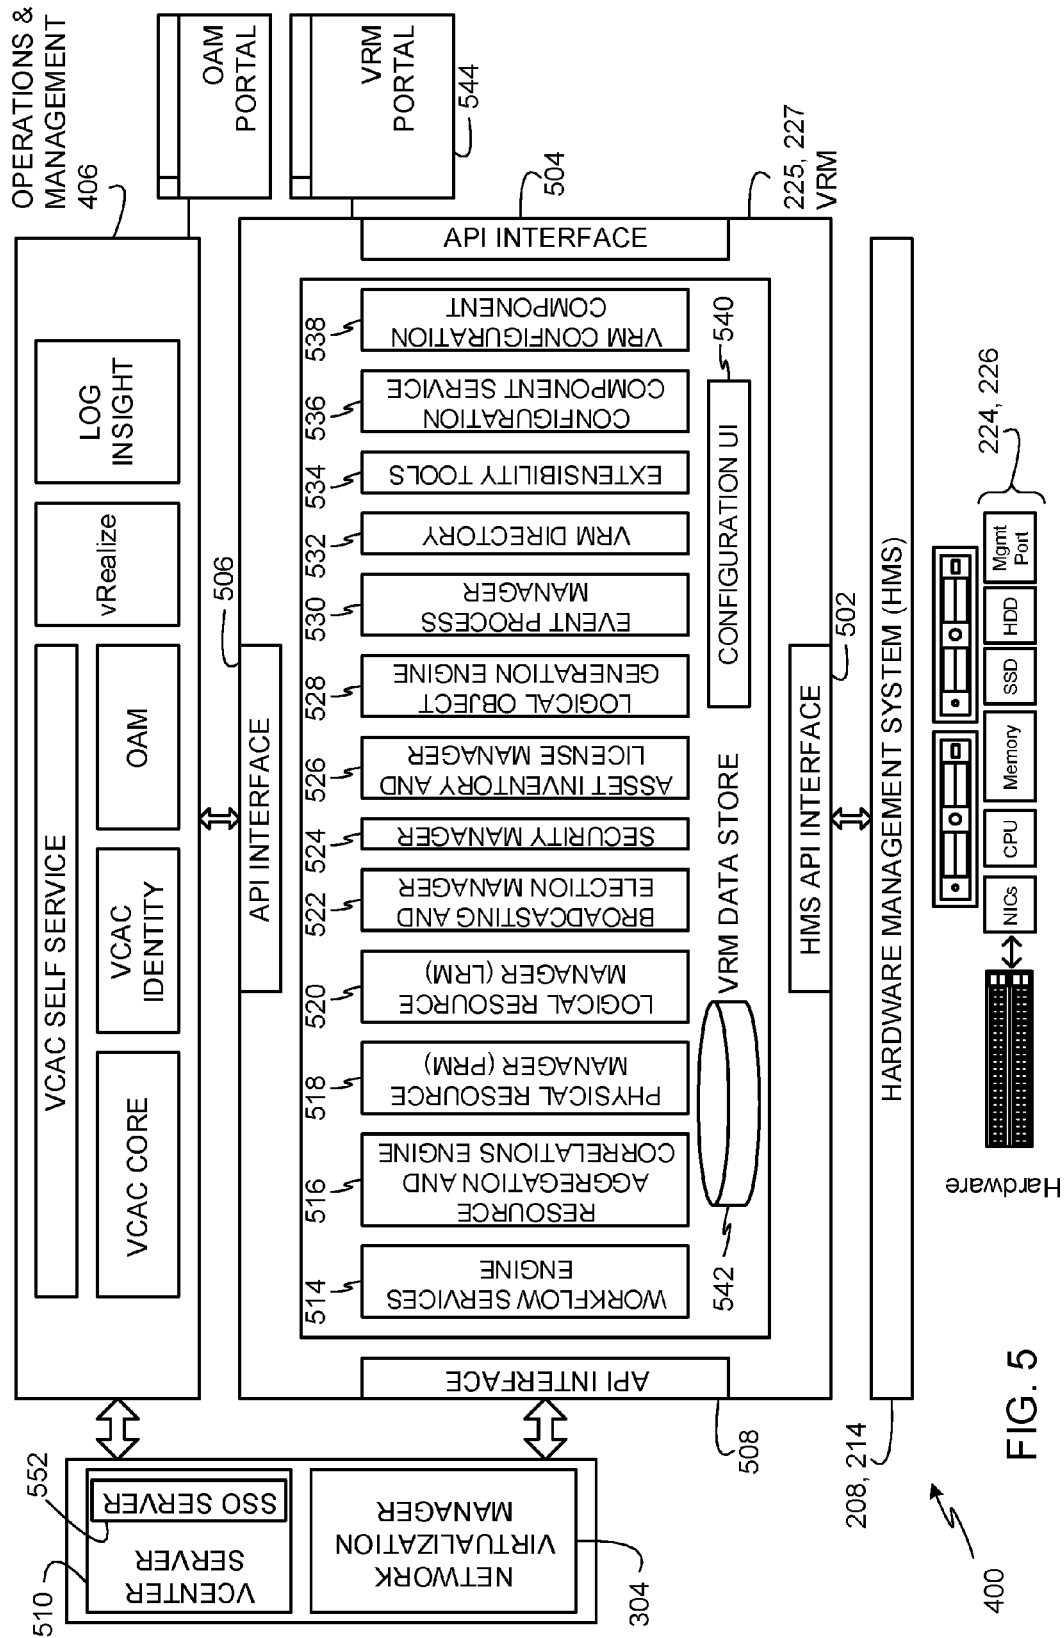 OPERATIONS &
MANAGEMENT
406
OAM
PORTAL
VRM
PORTAL
544
VCAC SELF SERVICE
VCAC CORE
VCAC
IDENTITY
OAM
vRealize
LOG
INSIGHT
552
510
VCENTER
SERVER
SSO SERVER
NETWORK
VIRTUALIZATION
MANAGER
304
506
API INTERFACE
504
API INTERFACE
225, 227
VRM
508
API INTERFACE
514
WORKFLOW SERVICES
ENGINE
516
RESOURCE
AGGREGATION AND
CORRELATIONS ENGINE
518
PHYSICAL RESOURCE
MANAGER (PRM)
520
LOGICAL RESOURCE
MANAGER (LRM)
522
BROADCASTING AND
ELECTION MANAGER
524
SECURITY MANAGER
526
ASSET INVENTORY AND
LICENSE MANAGER
528
LOGICAL OBJECT
GENERATION ENGINE
530
EVENT PROCESS
MANAGER
532
VRM DIRECTORY
534
EXTENSIBILITY TOOLS
536
CONFIGURATION
COMPONENT SERVICE
538
VRM CONFIGURATION
COMPONENT
542
VRM DATA STORE
CONFIGURATION UI
540
HMS API INTERFACE
502
HARDWARE MANAGEMENT SYSTEM (HMS)
208, 214
Hardware
NICs
CPU
Memory
SSD
HDD
Mgmt
Port
224, 226
400
FIG. 5